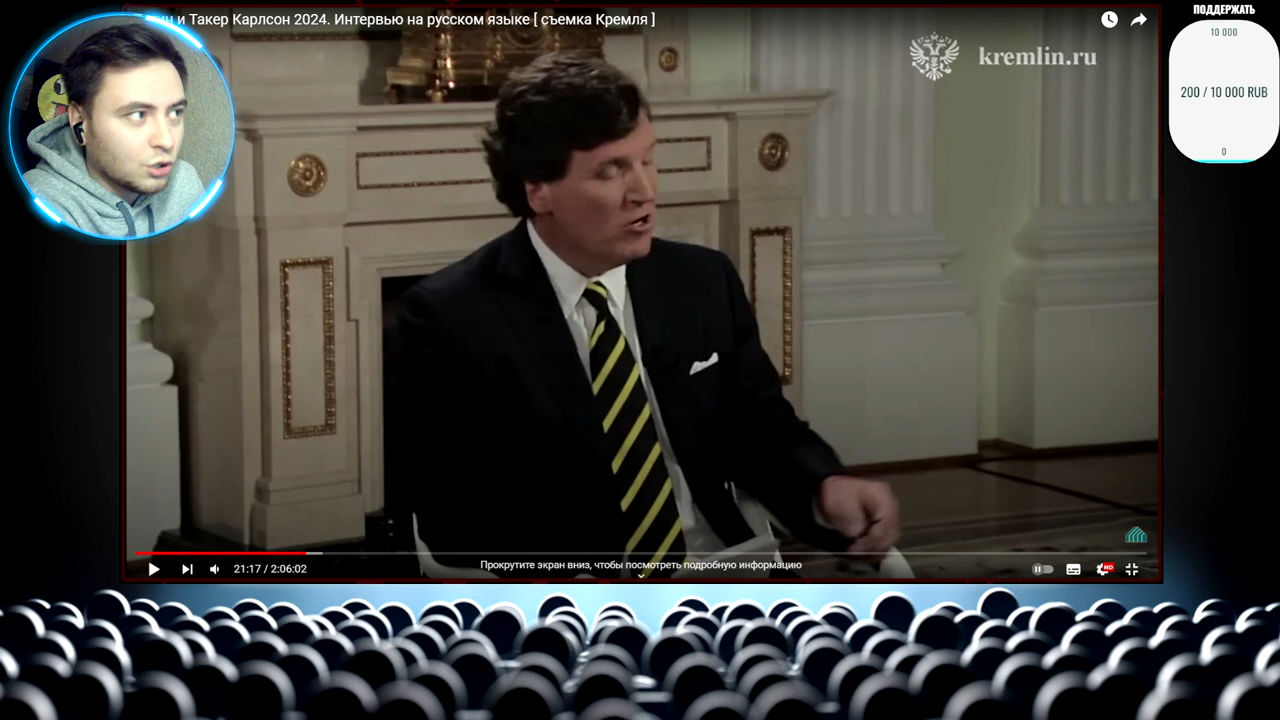 и Такер Карлсон 2024. Интервью на русском языке [ съемка Кремля ]
ПОДДЕРЖАТЬ
10 000
200 / 10 000 RUB
0
kremlin.ru
Прокрутите экран вниз, чтобы посмотреть подробную информацию
21:17 / 2:06:02
HD